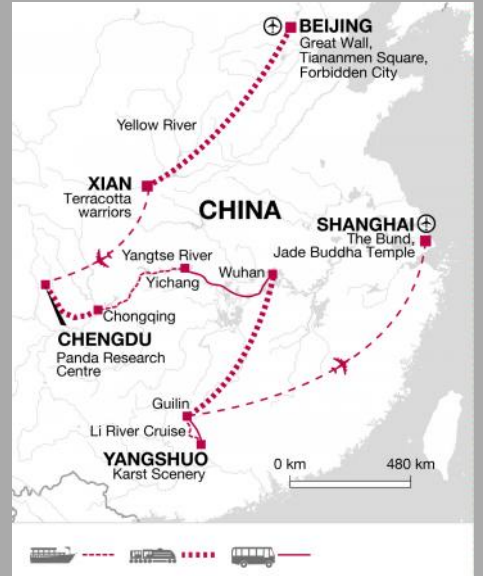 BEIJING
Great Wall,
Tiananmen Square,
Forbidden City
Yellow River
XIAN
Terracotta
warriors
CHINA
SHANGHAI
The Bund,
Jade Buddha Temple
Yangtse River
Yichang
Wuhan
Chongqing
CHENGDU
Panda Research
Centre
Guilin
Li River Cruise
YANGSHUO
Karst Scenery
0 km
480 km